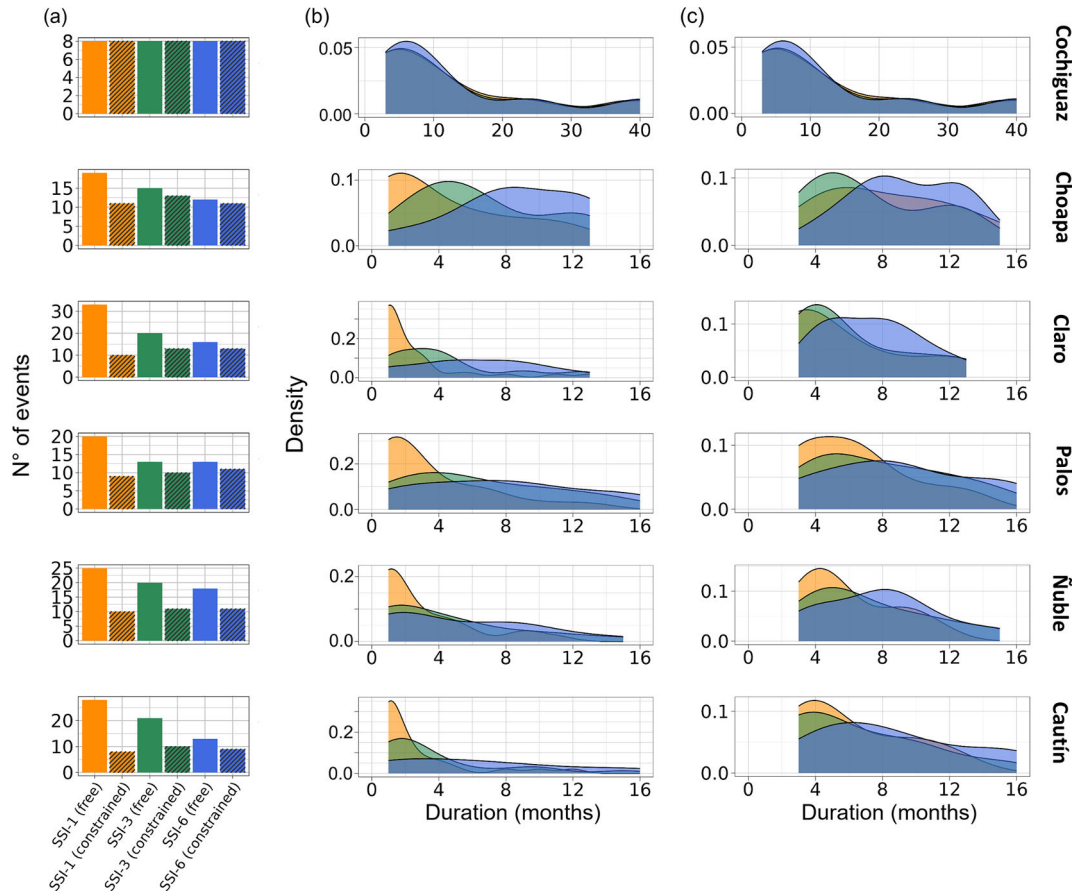 (a) (b) (c)
8
6
4
2
0
0.05
0.00
0 10 20 30 40
0.05
0.00
0 10 20 30 40
Cochiguaz
15
10
5
0
0.1
0.0
0 4 8 12 16
0.1
0.0
0 4 8 12 16
Choapa
30
20
10
0
0.2
0.0
0 4 8 12 16
0.1
0.0
0 4 8 12 16
Claro
N° of events
Density
20
15
10
5
0
0.2
0.0
0 4 8 12 16
0.1
0.0
0 4 8 12 16
Palos
25
20
15
10
5
0
0.2
0.0
0 4 8 12 16
0.1
0.0
0 4 8 12 16
Ñuble
20
10
0
0.2
0.0
0 4 8 12 16
0.1
0.0
0 4 8 12 16
Cautín
SSI-1 (free)
SSI-1 (constrained)
SSI-3 (free)
SSI-3 (constrained)
SSI-6 (free)
SSI-6 (constrained)
Duration (months)
Duration (months)